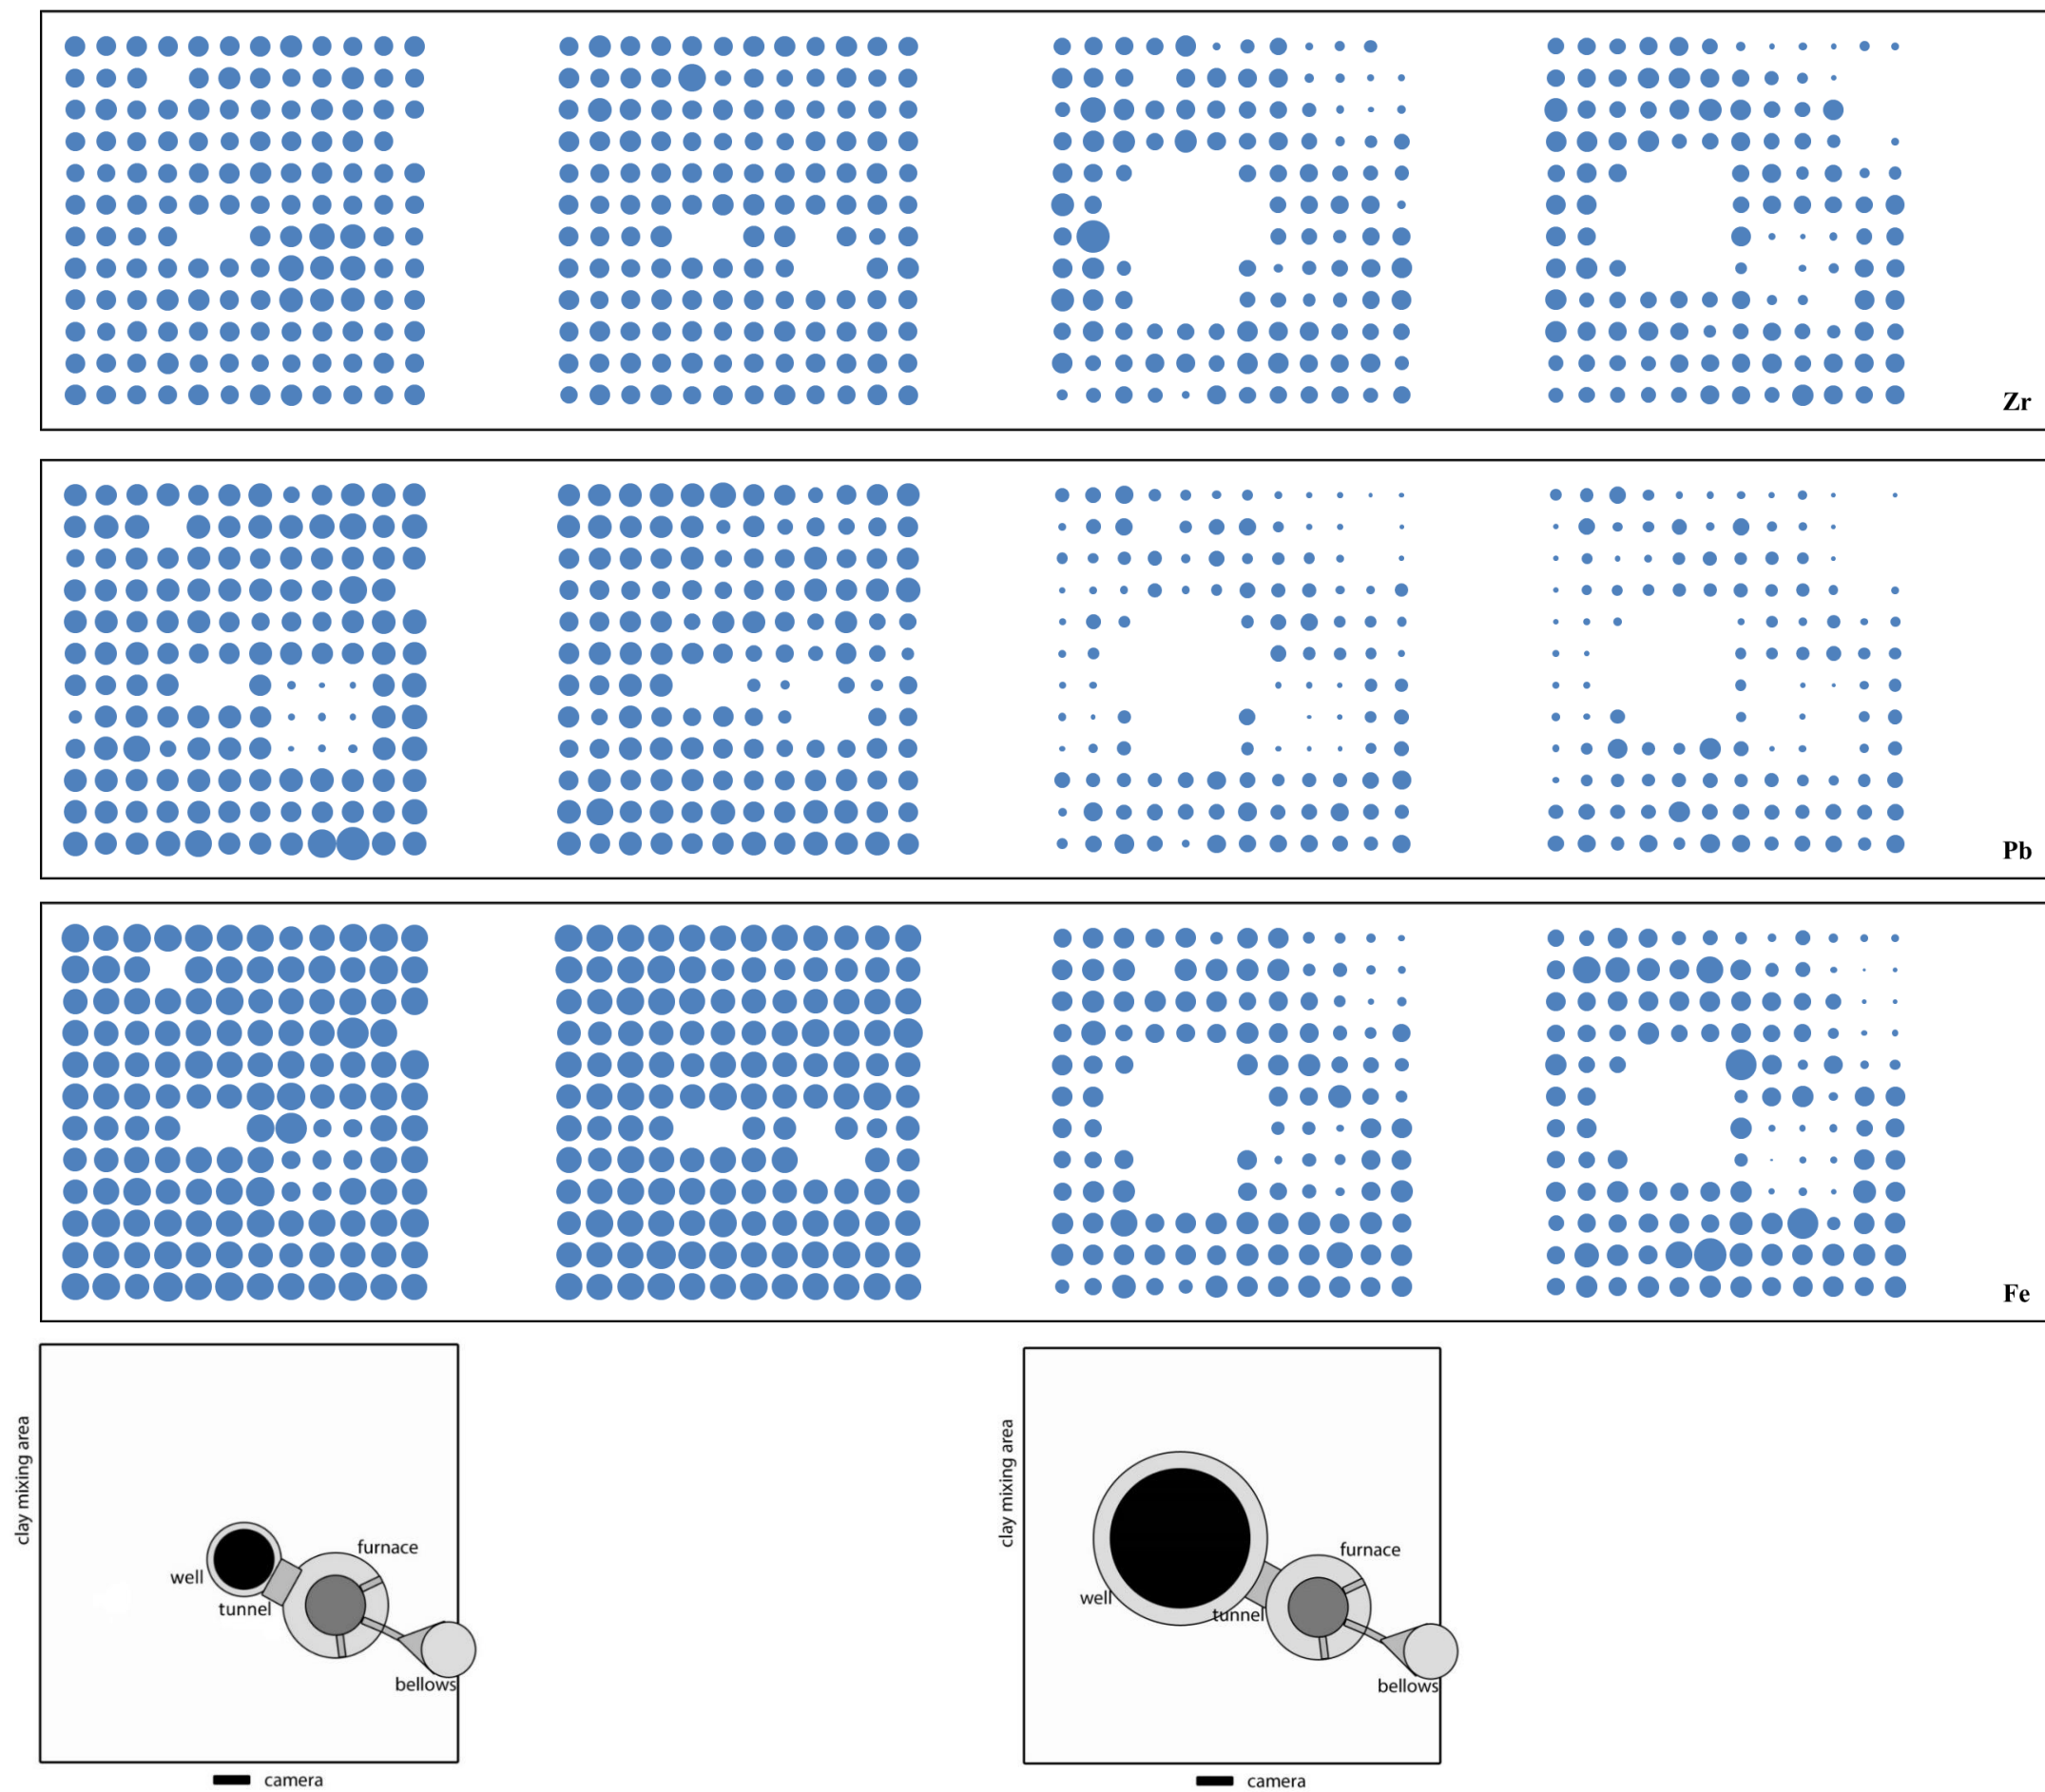 Zr
Pb
Fe
clay mixing area
furnace
well
tunnel
bellows
camera
clay mixing area
furnace
well
tunnel
bellows
camera